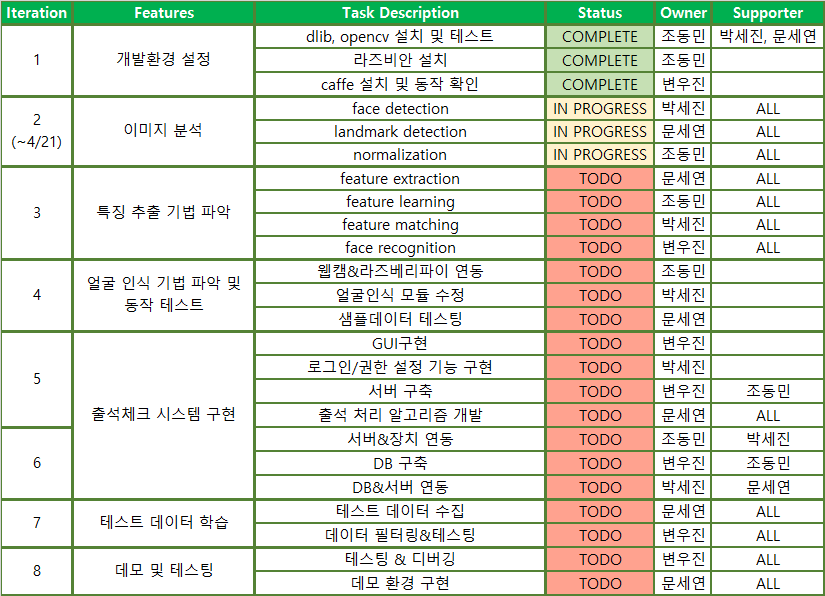 Iteration Features Task Description Status Owner Supporter
1 개발환경 설정 dlib, opencv 설치 및 테스트 COMPLETE 조동민 박세진, 문세연
라즈비안 설치 COMPLETE 조동민
caffe 설치 및 동작 확인 COMPLETE 변우진
2 (~4/21) 이미지 분석 face detection IN PROGRESS 박세진 ALL
landmark detection IN PROGRESS 문세연 ALL
normalization IN PROGRESS 조동민 ALL
3 특징 추출 기법 파악 feature extraction TODO 문세연 ALL
feature learning TODO 조동민 ALL
feature matching TODO 박세진 ALL
face recognition TODO 변우진 ALL
4 얼굴 인식 기법 파악 및 동작 테스트 웹캠&라즈베리파이 연동 TODO 조동민
얼굴인식 모듈 수정 TODO 박세진
샘플데이터 테스팅 TODO 문세연
5 출석체크 시스템 구현 GUI구현 TODO 변우진
로그인/권한 설정 기능 구현 TODO 박세진
서버 구축 TODO 변우진 조동민
출석 처리 알고리즘 개발 TODO 문세연 ALL
6 서버&장치 연동 TODO 조동민 박세진
DB 구축 TODO 변우진 조동민
DB&서버 연동 TODO 박세진 문세연
7 테스트 데이터 학습 테스트 데이터 수집 TODO 문세연 ALL
데이터 필터링&테스팅 TODO 변우진 ALL
8 데모 및 테스팅 테스팅 & 디버깅 TODO 변우진 ALL
데모 환경 구현 TODO 문세연 ALL